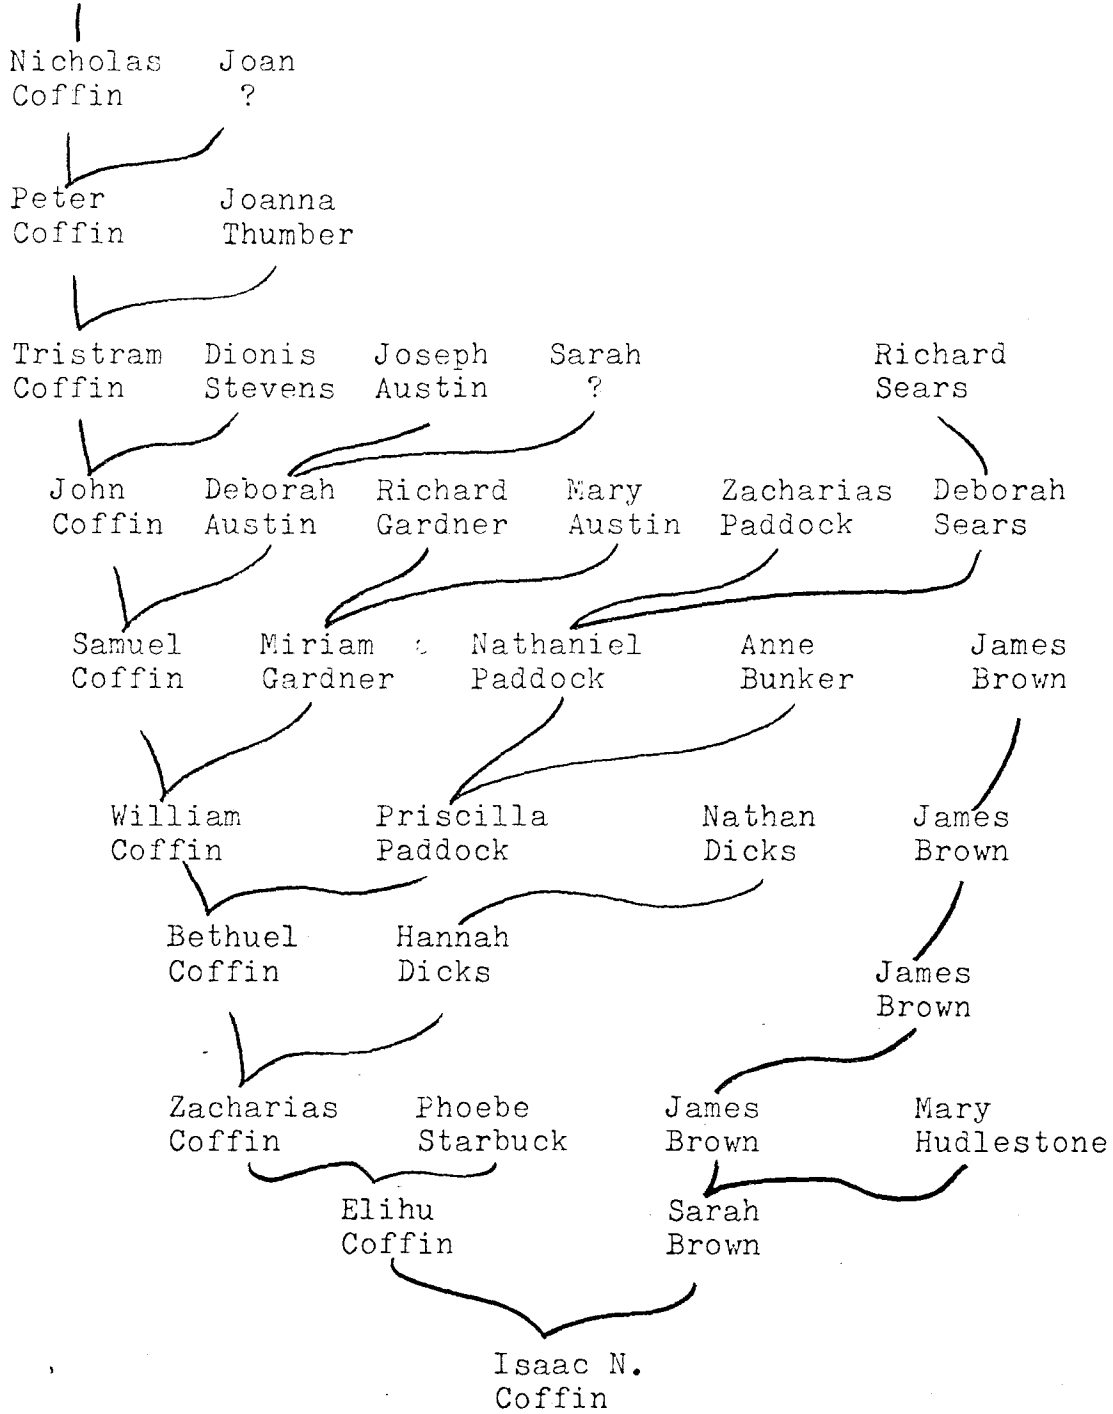 Nicholas Joan
Coffin ?
Peter Joanna
Coffin Thumber
Tristram Dionis Joseph Sarah Richard
Coffin Stevens Austin ? Sears
John Deborah Richard Mary Zacharias Deborah
Coffin Austin Gardner Austin Paddock Sears
Samuel Miriam Nathaniel Anne James
Coffin Gardner Paddock Bunker Brown
William Priscilla Nathan James
Coffin Paddock Dicks Brown
Bethuel Hannah
Coffin Dicks
James
Brown
Zacharias Phoebe James Mary
Coffin Starbuck Brown Hudlestone
Elihu Sarah
Coffin Brown
Isaac N.
Coffin